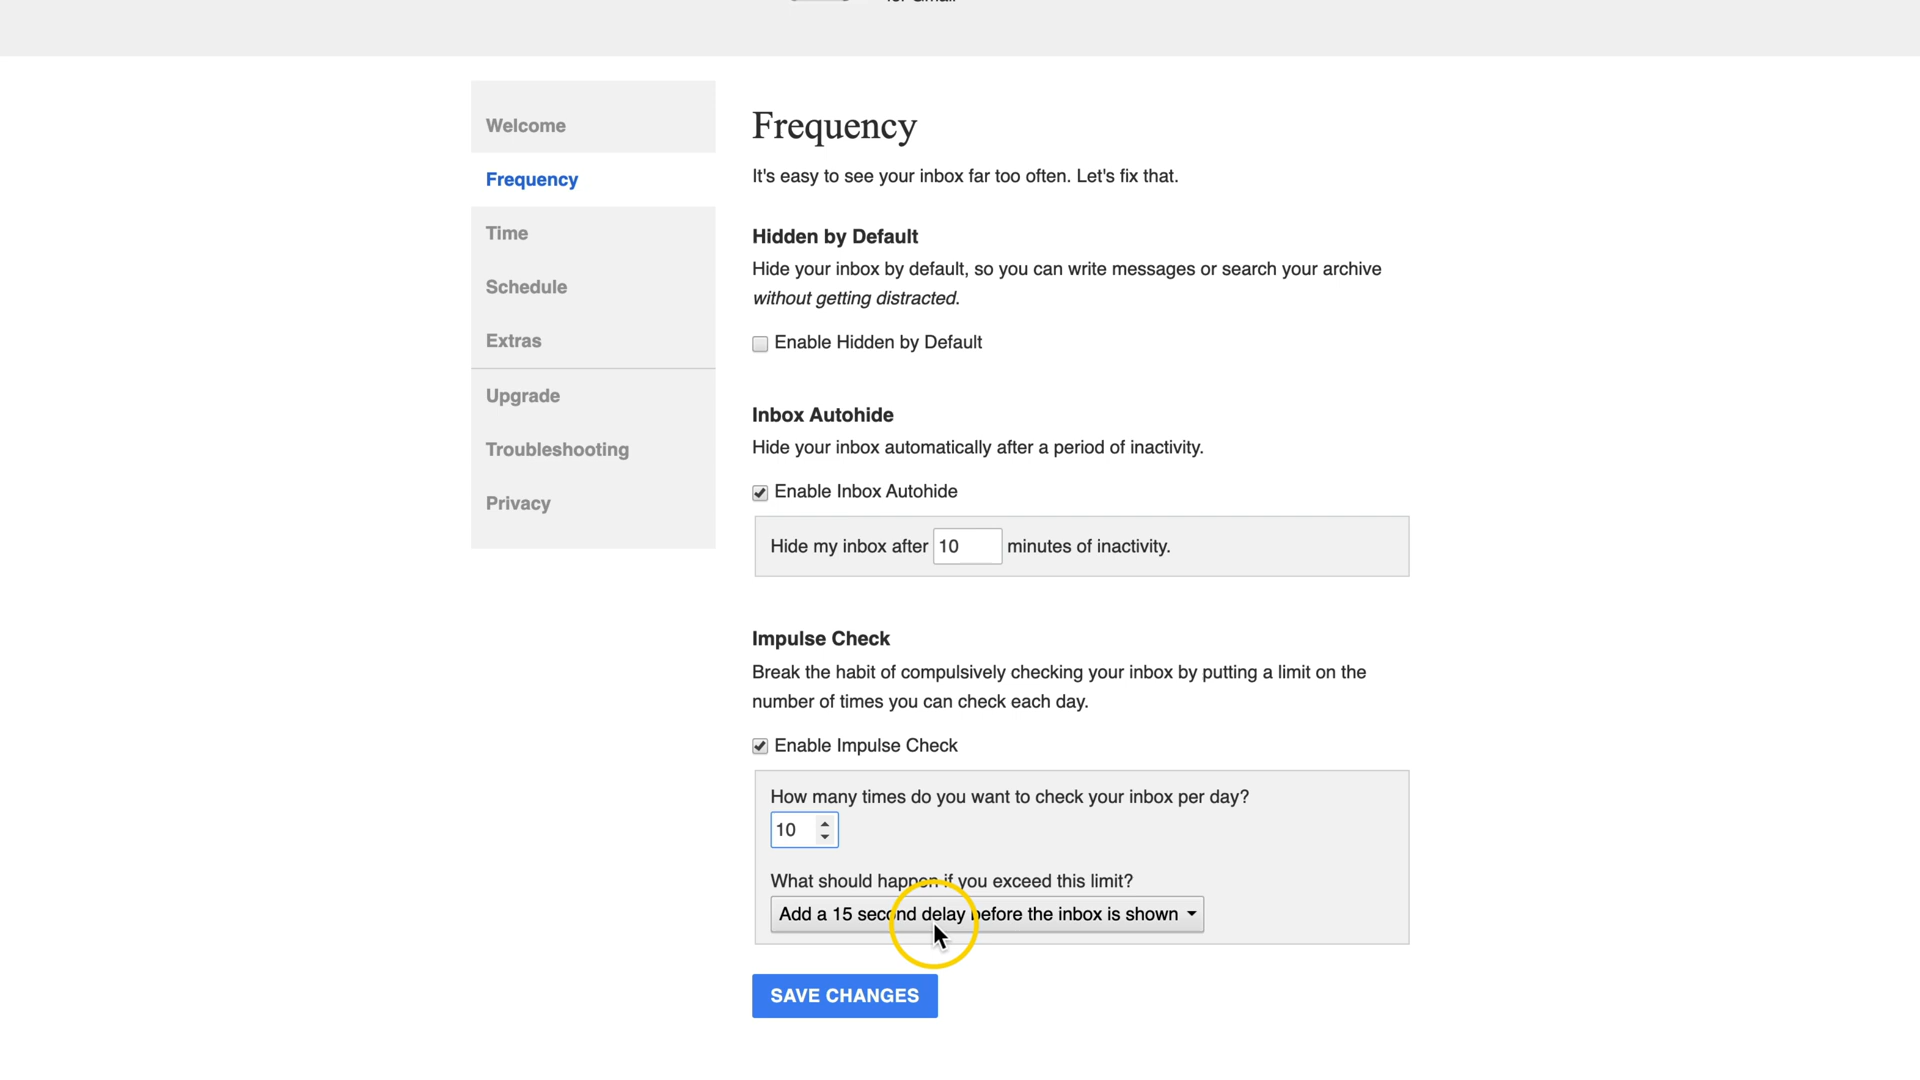 for Gmail
Welcome
Frequency
Time
Schedule
Extras
Upgrade
Troubleshooting
Privacy
Frequency
It's easy to see your inbox far too often. Let's fix that.
Hidden by Default
Hide your inbox by default, so you can write messages or search your archive
without getting distracted.
Enable Hidden by Default
Inbox Autohide
Hide your inbox automatically after a period of inactivity.
Enable Inbox Autohide
Hide my inbox after 10 minutes of inactivity.
Impulse Check
Break the habit of compulsively checking your inbox by putting a limit on the
number of times you can check each day.
Enable Impulse Check
How many times do you want to check your inbox per day?
10
What should happen if you exceed this limit?
Add a 15 second delay before the inbox is shown
SAVE CHANGES